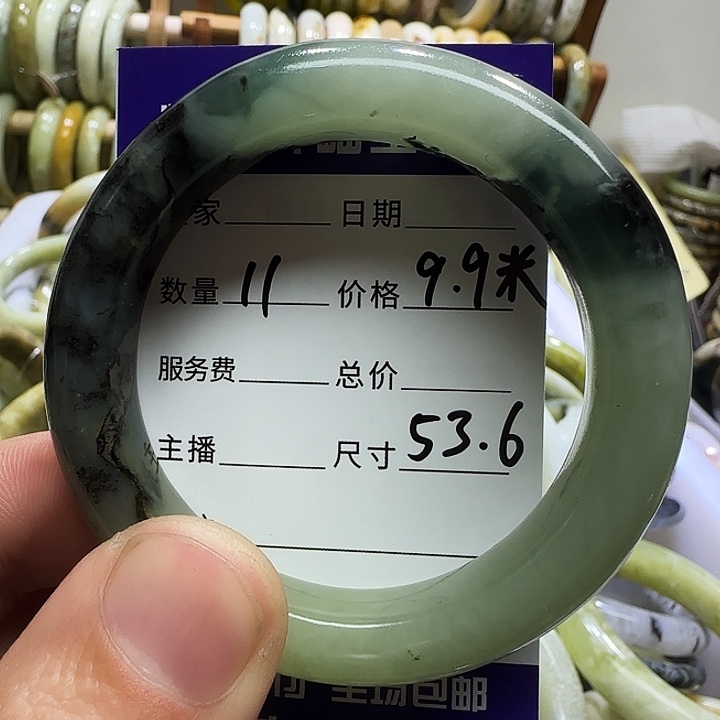 家 日期
数量 11 价格 9.9米
服务费 总价
主播 尺寸 53.6
全场包邮